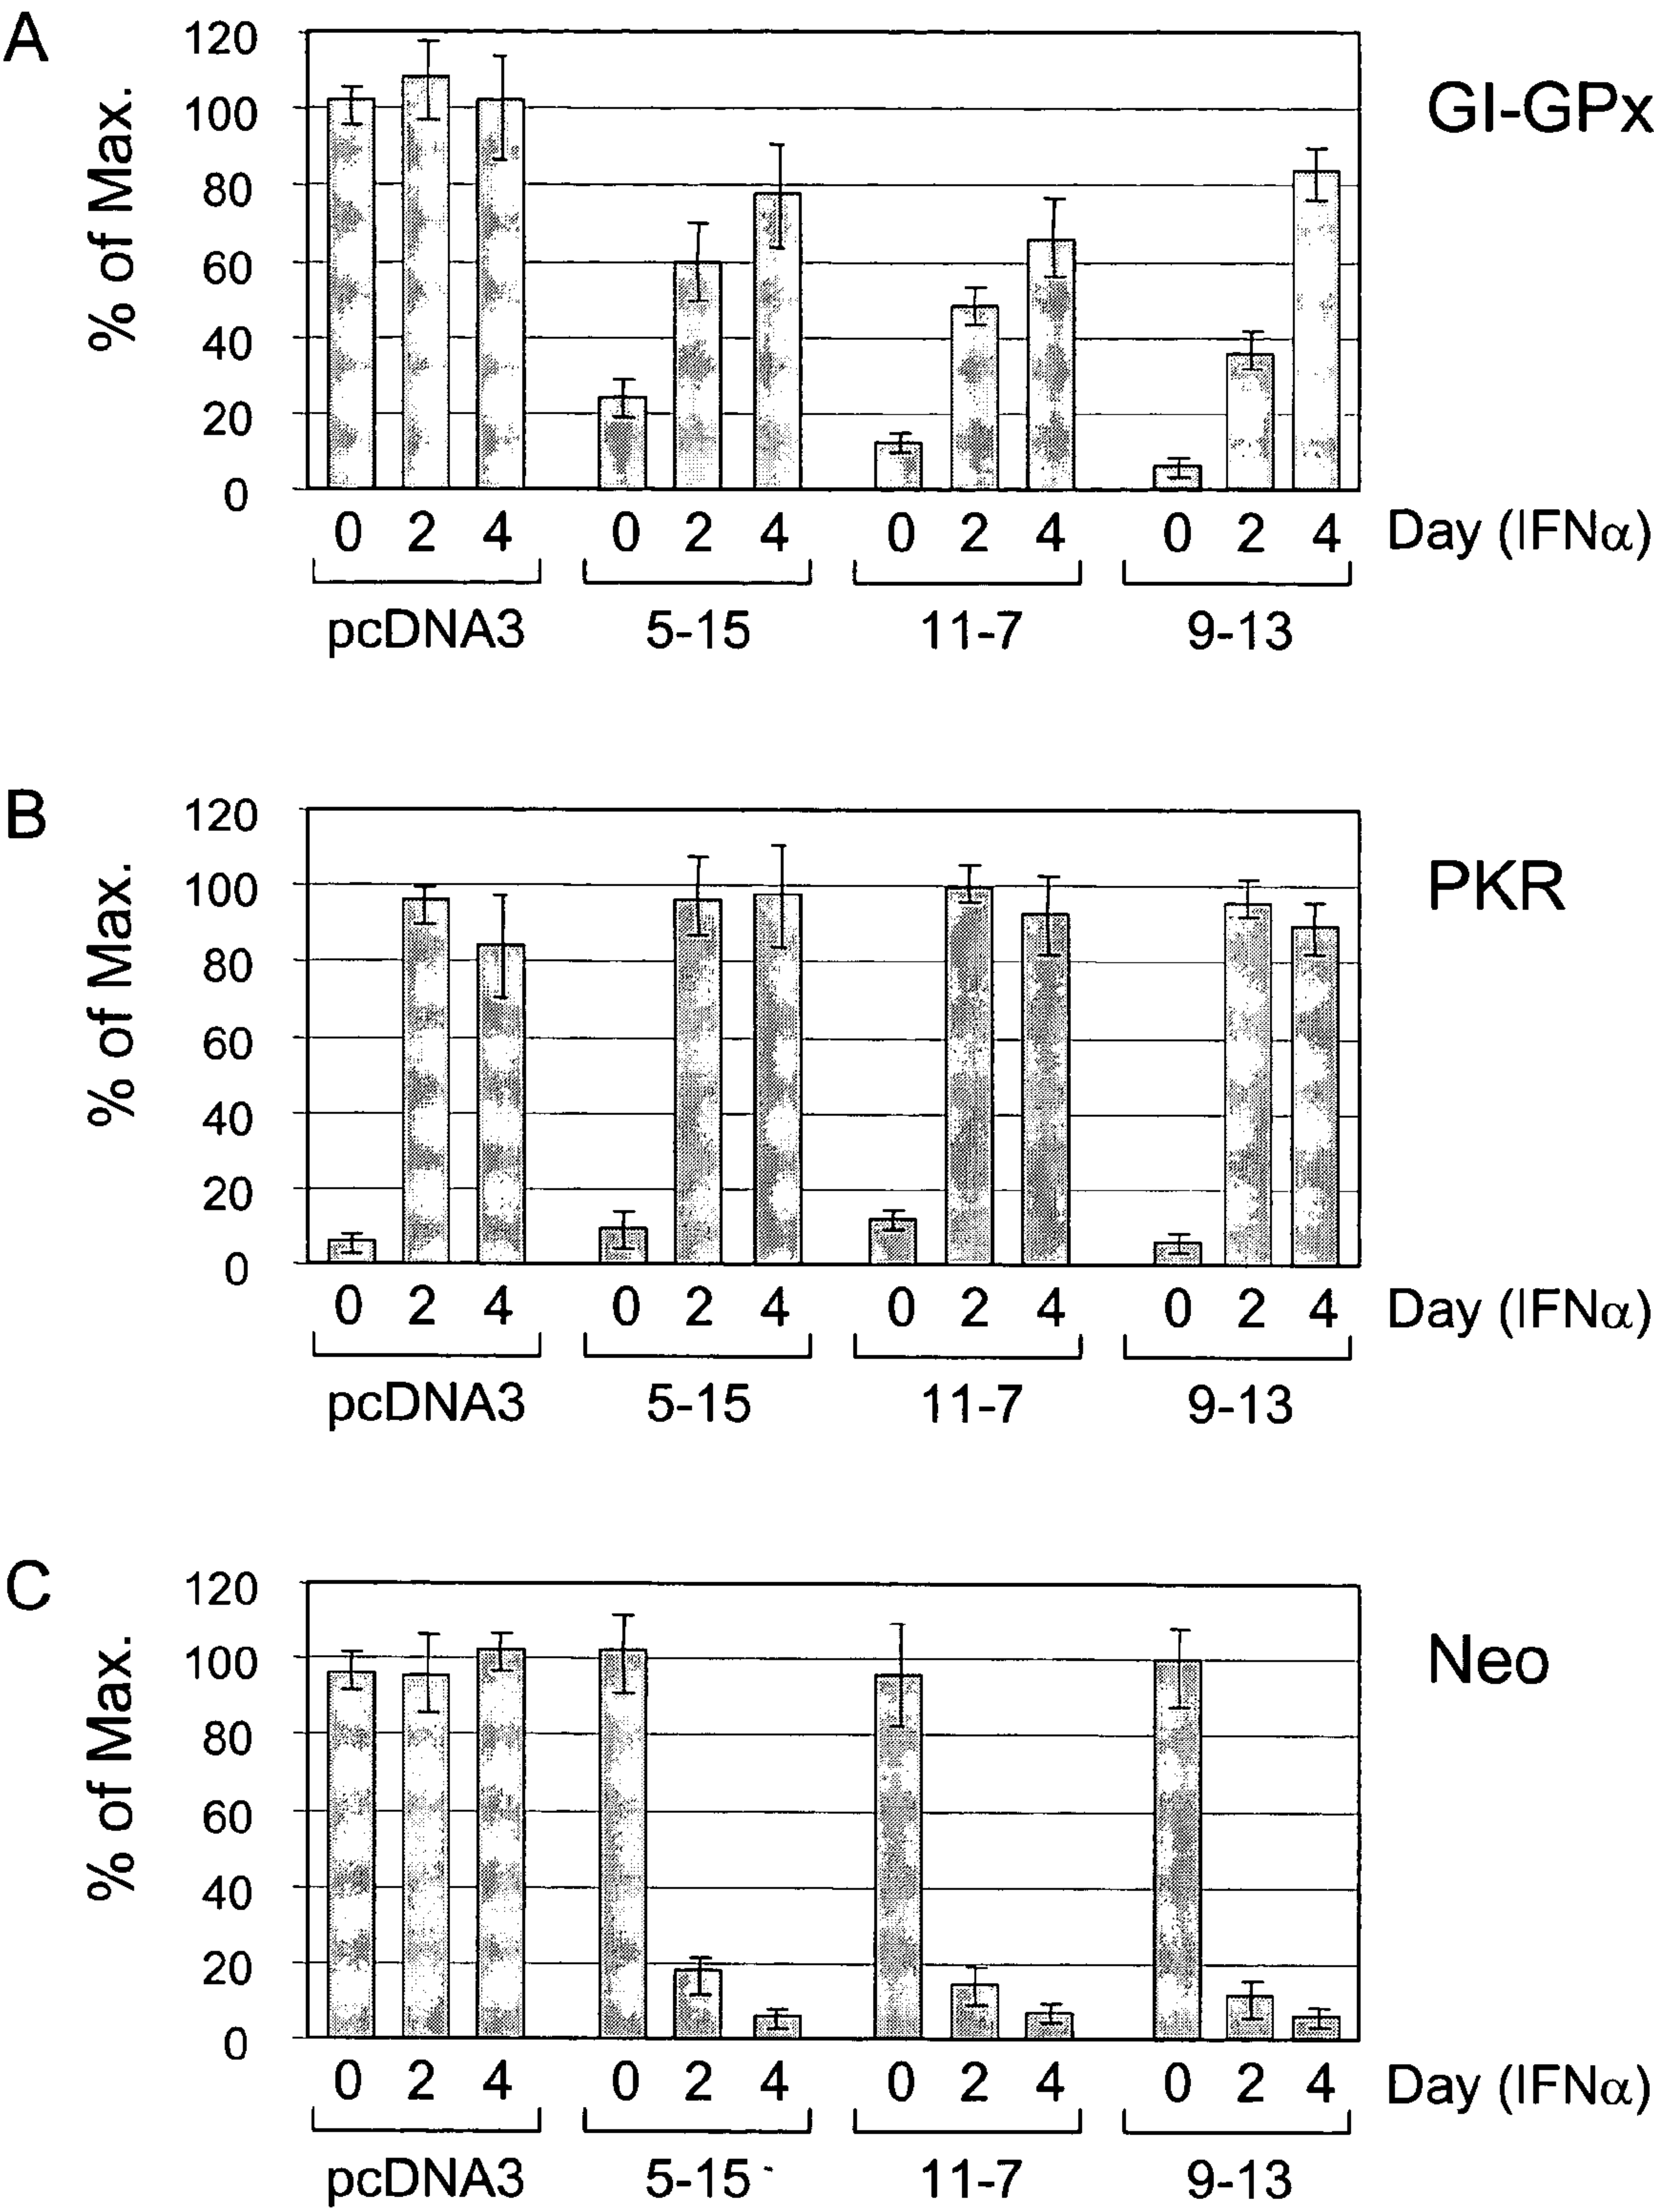 A
GI-GPx
% of Max.
120
100
80
60
40
20
0
0 2 4 0 2 4 0 2 4 0 2 4 Day (IFNα)
pcDNA3 5-15 11-7 9-13
B
PKR
% of Max.
120
100
80
60
40
20
0
0 2 4 0 2 4 0 2 4 0 2 4 Day (IFNα)
pcDNA3 5-15 11-7 9-13
C
Neo
% of Max.
120
100
80
60
40
20
0
0 2 4 0 2 4 0 2 4 0 2 4 Day (IFNα)
pcDNA3 5-15 11-7 9-13